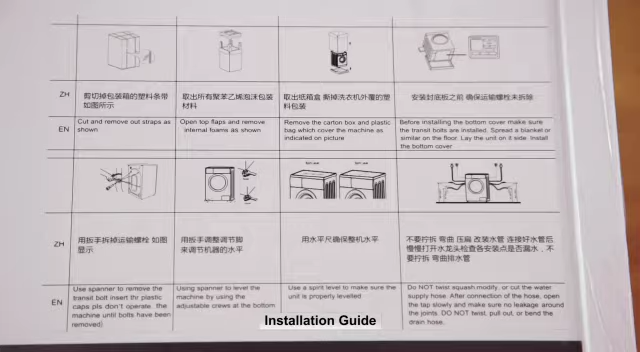 ZH
剪切掉包装箱的塑料条带
如图所示
取出所有聚苯乙烯泡沫包装
材料
取出纸箱盒 撕掉洗衣机外覆的塑
料包装
安装封底板之前 确保运输螺栓未拆除
EN
Cut and remove out straps as
shown
Open top flaps and remove
internal foams as shown
Remove the carton box and plastic
bag which cover the machine as
indicated on picture
Before installing the bottom cover make sure
the transit bolts are installed. Spread a blanket or
similar on the floor. Lay the unit on it side. Install
the bottom cover
ZH
用扳手拆掉运输螺栓 如图
显示
用扳手调整调节脚
来调节机器的水平
用水平尺确保整机水平
不要拧拆 弯曲 压扁 改装水管 连接好水管后
慢慢打开水龙头检查各安装点是否漏水，不
要拧拆 弯曲排水管
EN
Use spanner to remove the
transit bolt insert thr plastic
caps pls don't operate the
machine until bolts have been
removed)
Using spanner to level the
machine by using the
adjustable crews at the bottom
Use a spirit level to make sure the
unit is properly levelled
Do NOT twist squash modify, or cut the water
supply hose. After connection of the hose, open
the tap slowly and make sure no leakage around
the joints. DO NOT twist, pull out, or bend the
drain hose.
Installation Guide